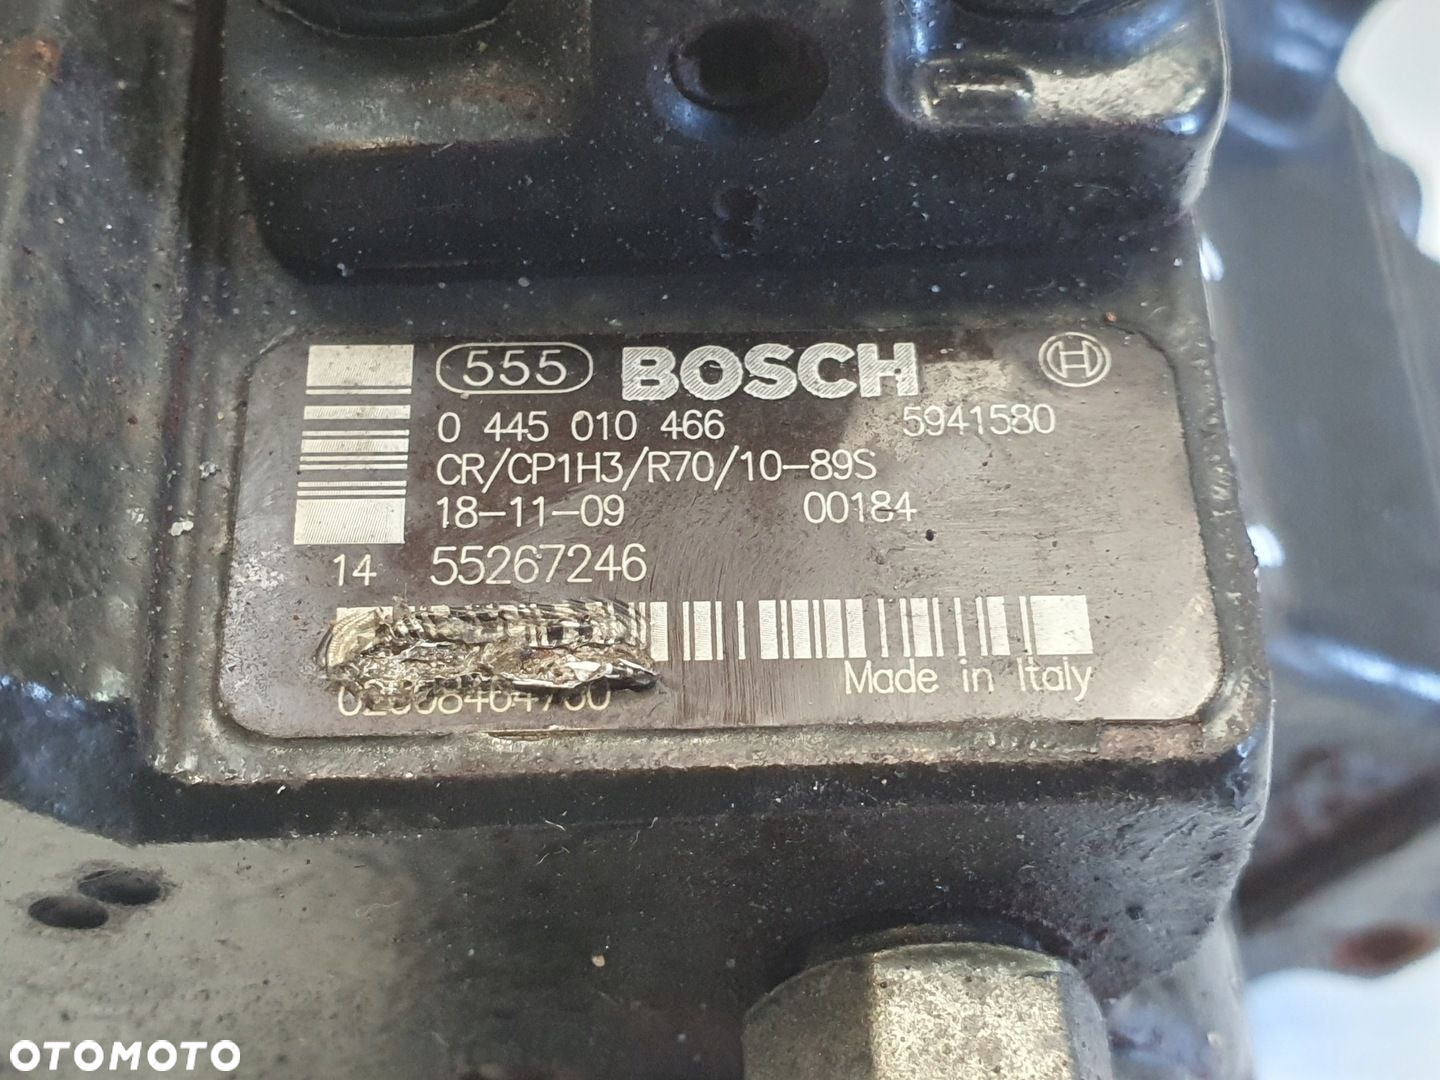 555 BOSCH H
0 445 010 466 5941580
CR/CP1H3/R70/10-89S
18-11-09 00184
14 55267246
Made in Italy
OTOMOTO